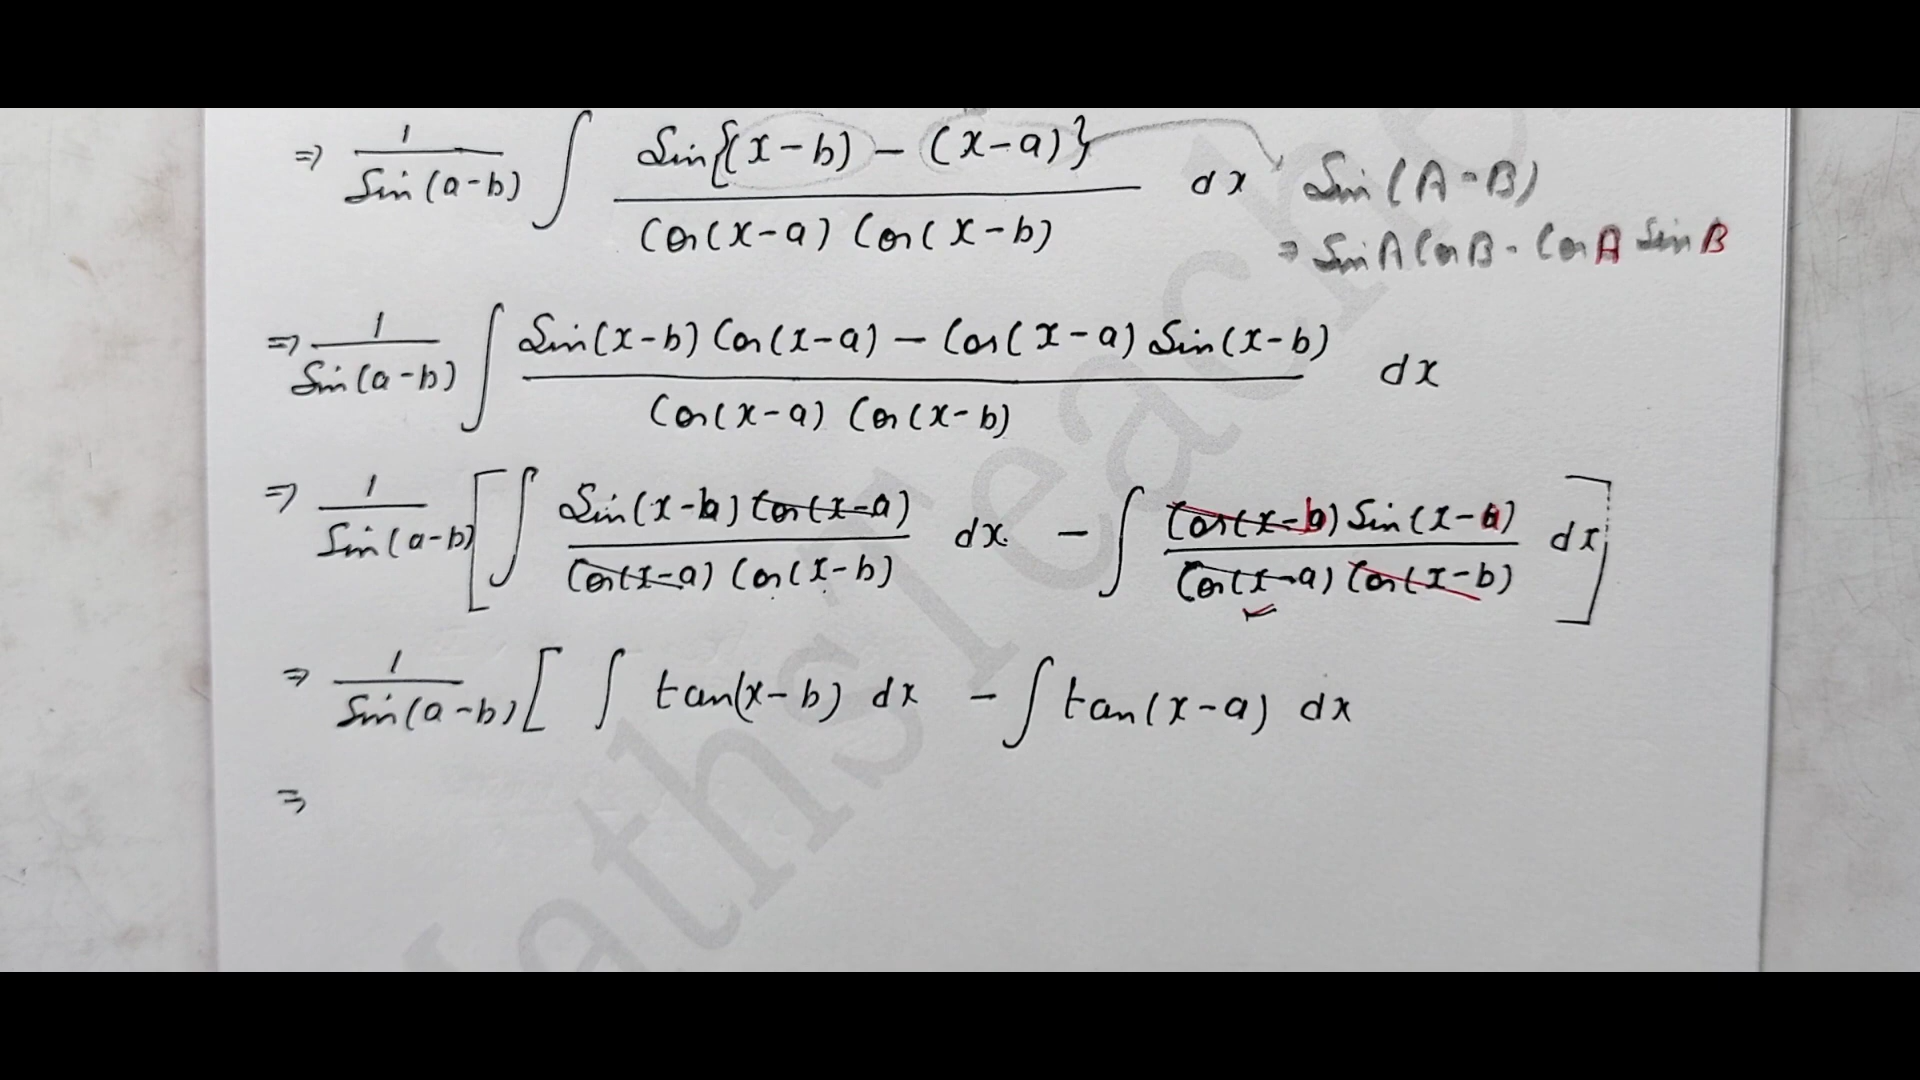 ⇒ 1/Sin(a-b) ∫ Sin{(x-b) - (x-a)} / Cos(x-a) Cos(x-b) dx Sin(A-B)
⇒ SinA CosB - CosA SinB
⇒ 1/Sin(a-b) ∫ Sin(x-b) Cos(x-a) - Cos(x-a) Sin(x-b) / Cos(x-a) Cos(x-b) dx
⇒ 1/Sin(a-b) [ ∫ Sin(x-b) Cos(x-a) / Cos(x-a) Cos(x-b) dx - ∫ Cos(x-b) Sin(x-a) / Cos(x-a) Cos(x-b) dx ]
⇒ 1/Sin(a-b) [ ∫ tan(x-b) dx - ∫ tan(x-a) dx
⇒
Maths Teacher